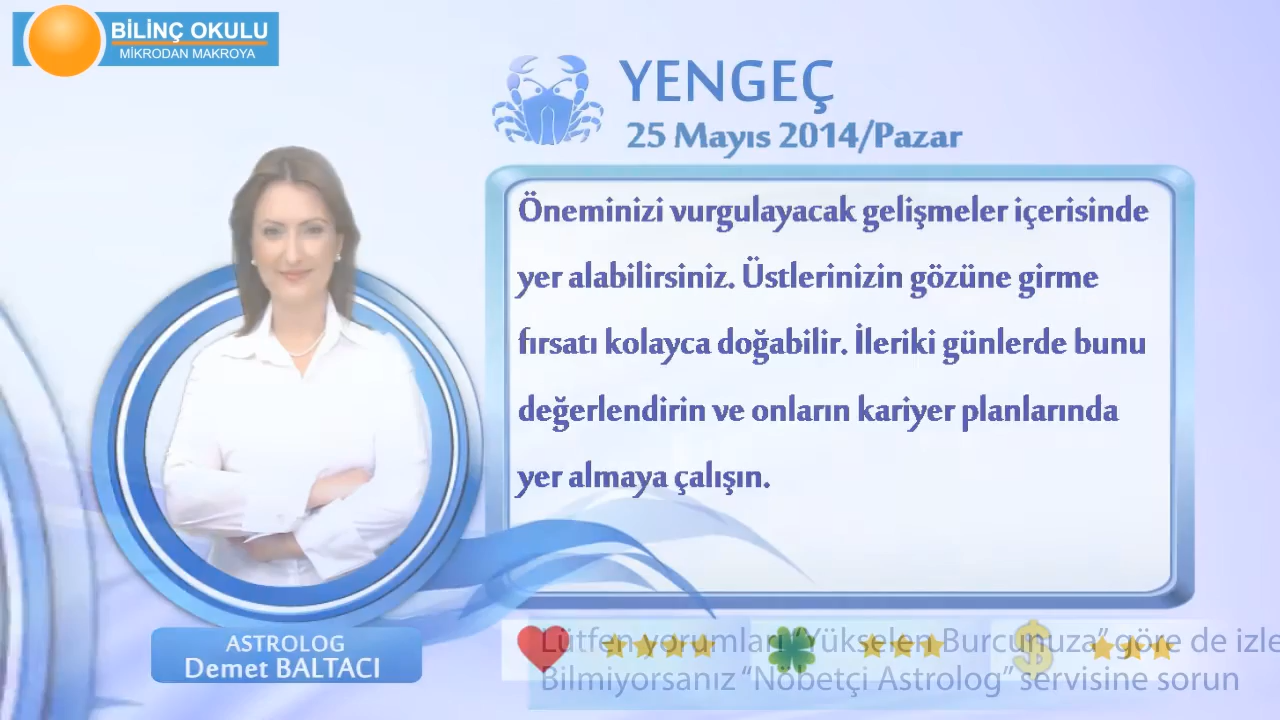 BİLİNÇ OKULU
MİKRODAN MAKROYA
YENGEÇ
25 Mayıs 2014/Pazar
Öneminizi vurgulayacak gelişmeler içerisinde
yer alabilirsiniz. Üstlerinizin gözüne girme
fırsatı kolayca doğabilir. İleriki günlerde bunu
değerlendirin ve onların kariyer planlarında
yer almaya çalışın.
ASTROLOG
Demet BALTACI
Lütfen yorumları "Yükselen Burcunuza" göre de izle
Bilmiyorsanız "Nöbetçi Astrolog" servisine sorun